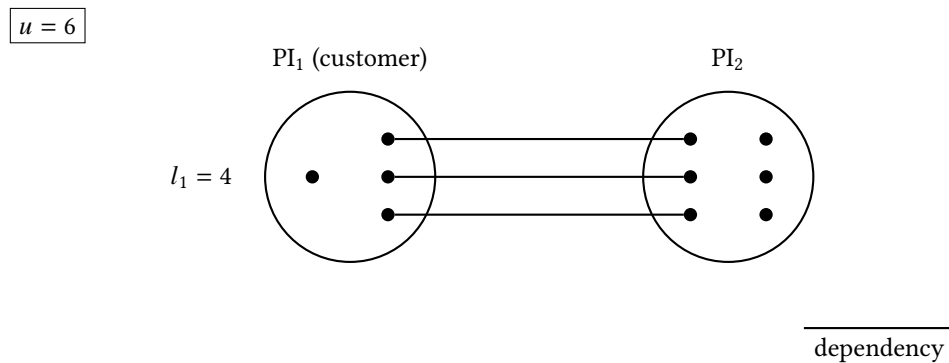 u = 6
PI₁ (customer)
PI₂
l₁ = 4
dependency